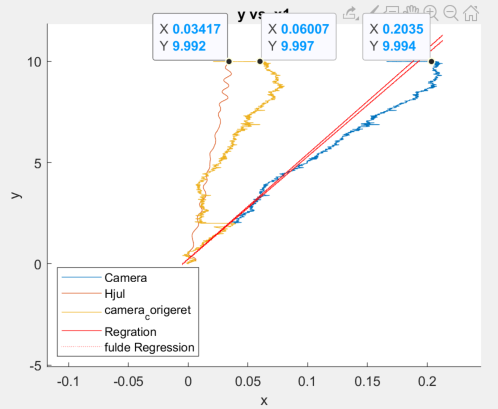 y vs. x1
X 0.03417
Y 9.992
X 0.06007
Y 9.997
X 0.2035
Y 9.994
10
5
0
-5
y
-0.1
-0.05
0
0.05
0.1
0.15
0.2
x
Camera
Hjul
camera_corigeret
Regration
fulde Regression